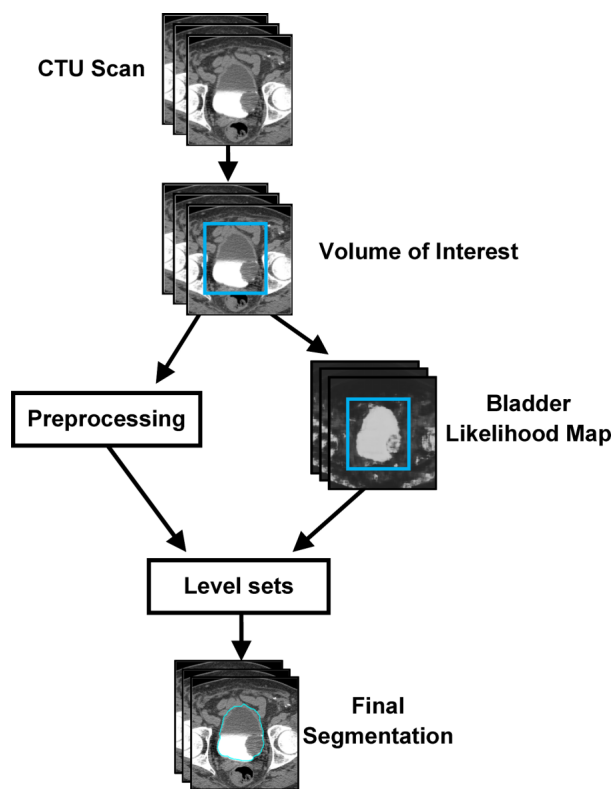 CTU Scan
Volume of Interest
Preprocessing
Bladder
Likelihood Map
Level sets
Final
Segmentation